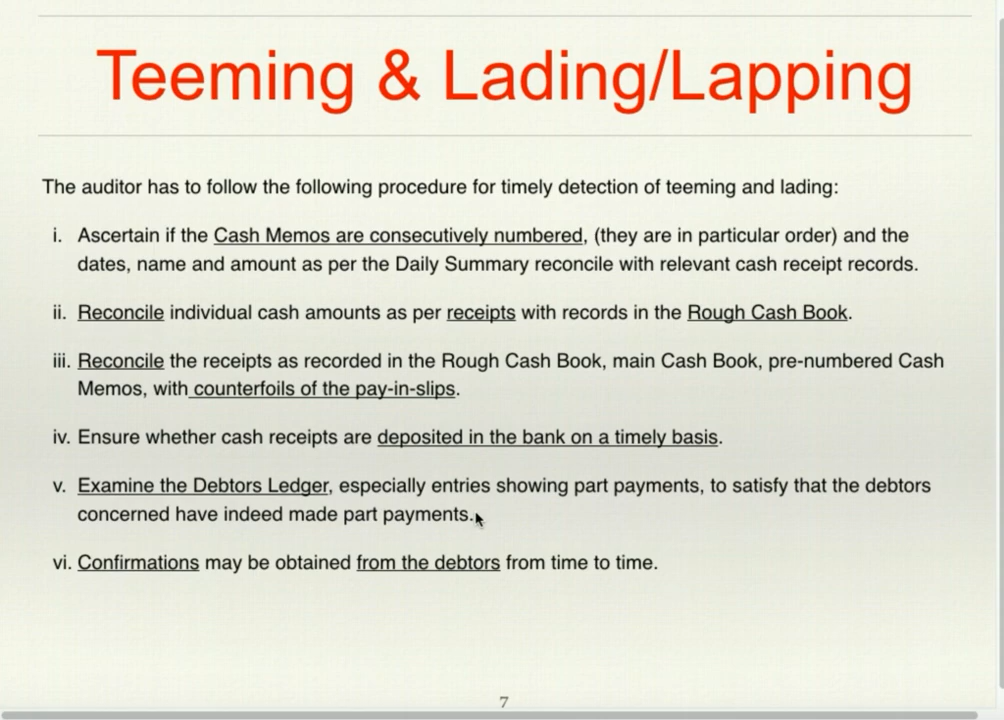 Teeming & Lading/Lapping
The auditor has to follow the following procedure for timely detection of teeming and lading:
i. Ascertain if the Cash Memos are consecutively numbered, (they are in particular order) and the
dates, name and amount as per the Daily Summary reconcile with relevant cash receipt records.
ii. Reconcile individual cash amounts as per receipts with records in the Rough Cash Book.
iii. Reconcile the receipts as recorded in the Rough Cash Book, main Cash Book, pre-numbered Cash
Memos, with counterfoils of the pay-in-slips.
iv. Ensure whether cash receipts are deposited in the bank on a timely basis.
v. Examine the Debtors Ledger, especially entries showing part payments, to satisfy that the debtors
concerned have indeed made part payments.
vi. Confirmations may be obtained from the debtors from time to time.
7